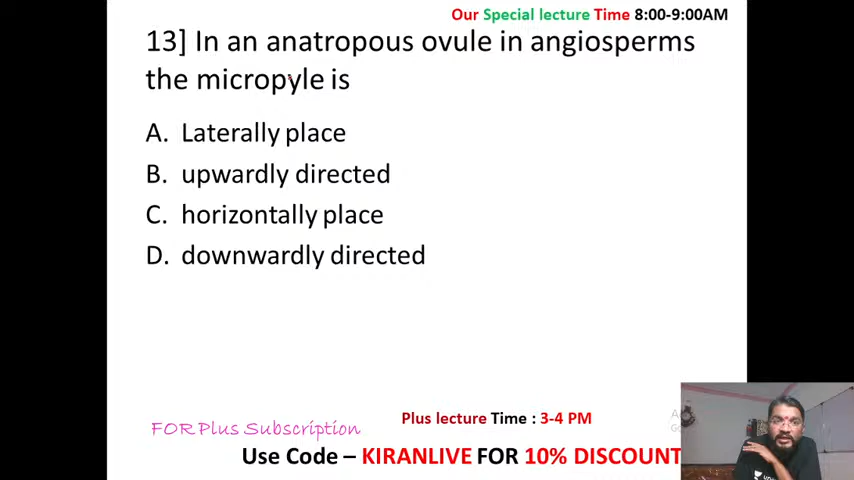 Our Special lecture Time 8:00-9:00AM
13] In an anatropous ovule in angiosperms
the micropyle is
A. Laterally place
B. upwardly directed
C. horizontally place
D. downwardly directed
FOR Plus Subscription
Plus lecture Time : 3-4 PM
Use Code – KIRANLIVE FOR 10% DISCOUNT